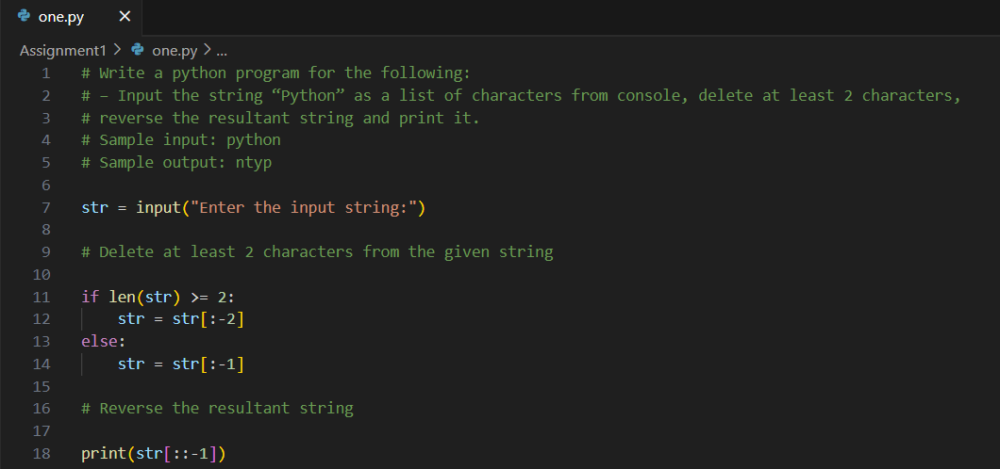 one.py
Assignment1 > one.py > ...
1 # Write a python program for the following:
2 # – Input the string “Python” as a list of characters from console, delete at least 2 characters,
3 # reverse the resultant string and print it.
4 # Sample input: python
5 # Sample output: ntyp
6
7 str = input("Enter the input string:")
8
9 # Delete at least 2 characters from the given string
10
11 if len(str) >= 2:
12     str = str[:-2]
13 else:
14     str = str[:-1]
15
16 # Reverse the resultant string
17
18 print(str[::-1])